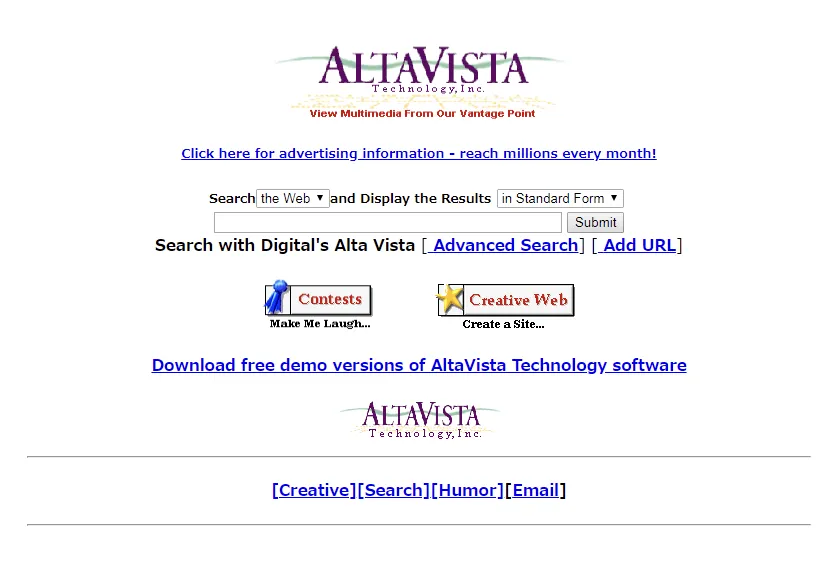 ALTAVISTA
Technology, Inc.
View Multimedia From Our Vantage Point
Click here for advertising information - reach millions every month!
Search the Web and Display the Results in Standard Form
Submit
Search with Digital's Alta Vista [ Advanced Search] [ Add URL]
Contests Creative Web
Make Me Laugh... Create a Site...
Download free demo versions of AltaVista Technology software
ALTAVISTA
Technology, Inc.
[Creative][Search][Humor][Email]